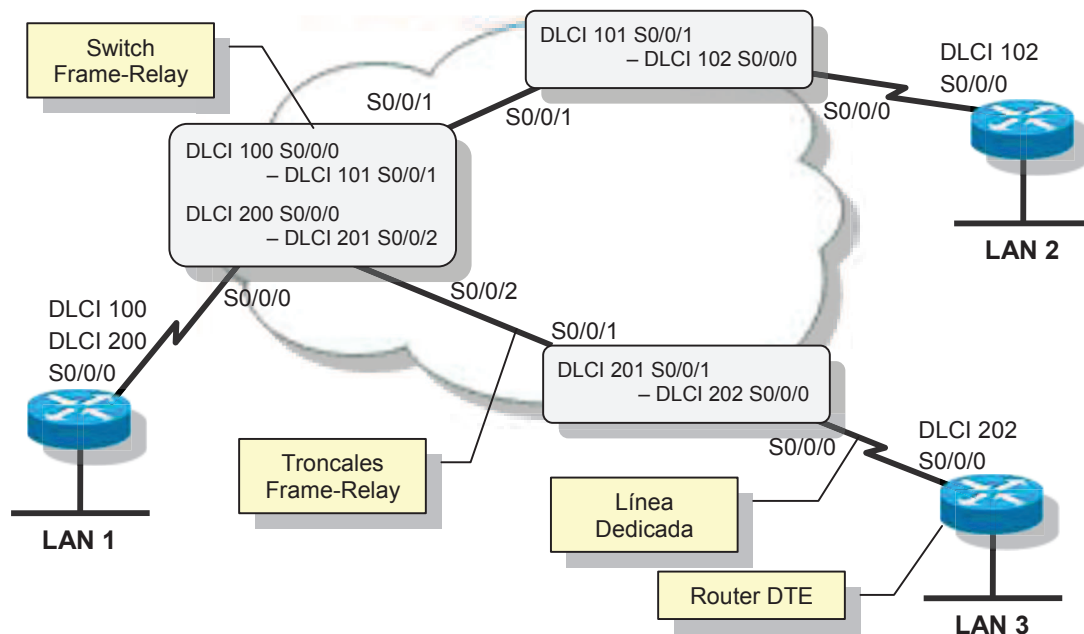 Switch
Frame-Relay
DLCI 101 S0/0/1
– DLCI 102 S0/0/0
DLCI 102
S0/0/0
S0/0/1
S0/0/1
S0/0/0
DLCI 100 S0/0/0
– DLCI 101 S0/0/1
DLCI 200 S0/0/0
– DLCI 201 S0/0/2
LAN 2
S0/0/0
S0/0/2
DLCI 100
DLCI 200
S0/0/0
S0/0/1
DLCI 201 S0/0/1
– DLCI 202 S0/0/0
DLCI 202
S0/0/0
S0/0/0
Troncales
Frame-Relay
Línea
Dedicada
LAN 1
Router DTE
LAN 3